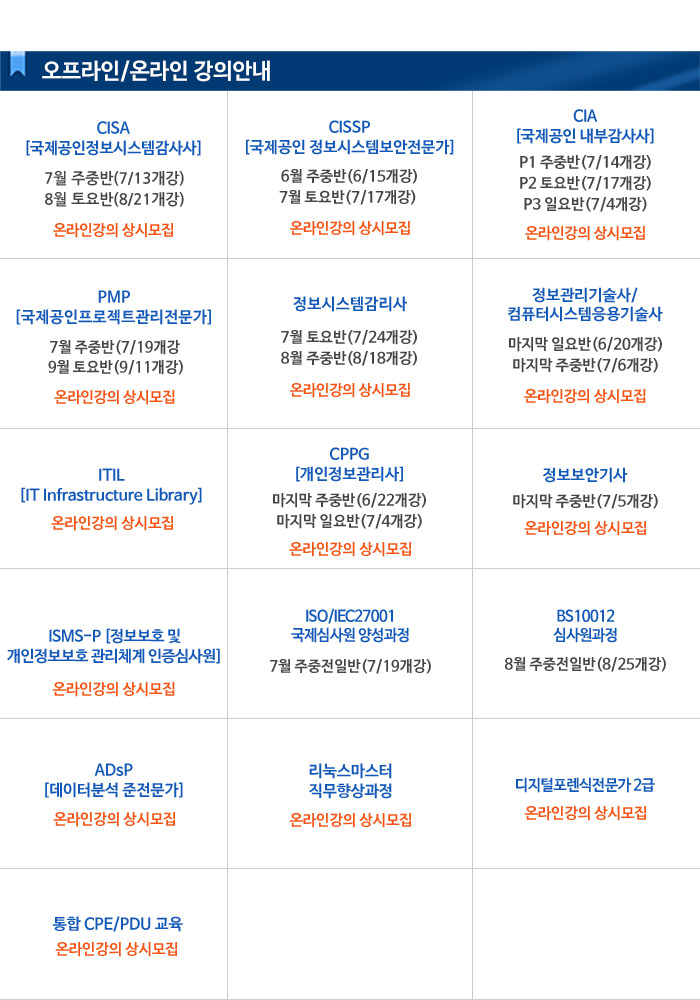 오프라인/온라인 강의안내
CISA
[국제공인정보시스템감사사]
7월 주중반(7/13개강)
8월 토요반(8/21개강)
온라인강의 상시모집
CISSP
[국제공인 정보시스템보안전문가]
6월 주중반(6/15개강)
7월 토요반(7/17개강)
온라인강의 상시모집
CIA
[국제공인 내부감사사]
P1 주중반(7/14개강)
P2 토요반(7/17개강)
P3 일요반(7/4개강)
온라인강의 상시모집
PMP
[국제공인프로젝트관리전문가]
7월 주중반(7/19개강
9월 토요반(9/11개강)
온라인강의 상시모집
정보시스템감리사
7월 토요반(7/24개강)
8월 주중반(8/18개강)
온라인강의 상시모집
정보관리기술사/
컴퓨터시스템응용기술사
마지막 일요반(6/20개강)
마지막 주중반(7/6개강)
온라인강의 상시모집
ITIL
[IT Infrastructure Library]
온라인강의 상시모집
CPPG
[개인정보관리사]
마지막 주중반(6/22개강)
마지막 일요반(7/4개강)
온라인강의 상시모집
정보보안기사
마지막 주중반(7/5개강)
온라인강의 상시모집
ISMS-P [정보보호 및
개인정보보호 관리체계 인증심사원]
온라인강의 상시모집
ISO/IEC27001
국제심사원 양성과정
7월 주중전일반(7/19개강)
BS10012
심사원과정
8월 주중전일반(8/25개강)
ADsP
[데이터분석 준전문가]
온라인강의 상시모집
리눅스마스터
직무향상과정
온라인강의 상시모집
디지털포렌식전문가 2급
온라인강의 상시모집
통합 CPE/PDU 교육
온라인강의 상시모집